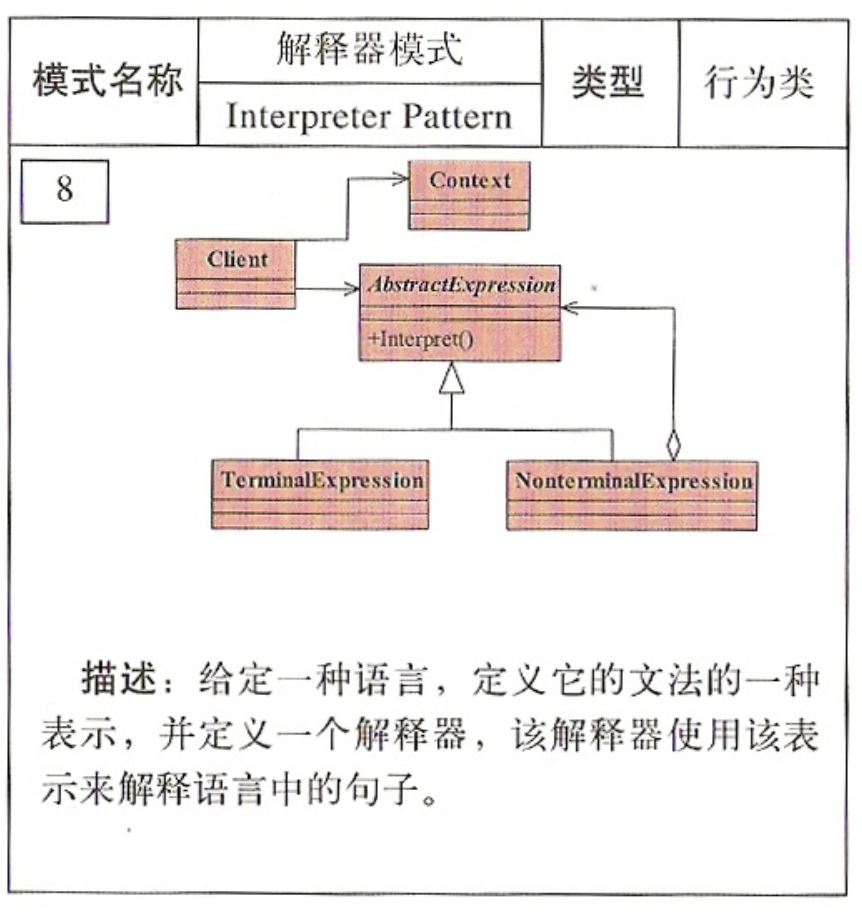 模式名称
解释器模式
Interpreter Pattern
类型
行为类
8
Context
Client
AbstractExpression
+Interpret()
TerminalExpression
NonterminalExpression
描述：给定一种语言，定义它的文法的一种
表示，并定义一个解释器，该解释器使用该表
示来解释语言中的句子。